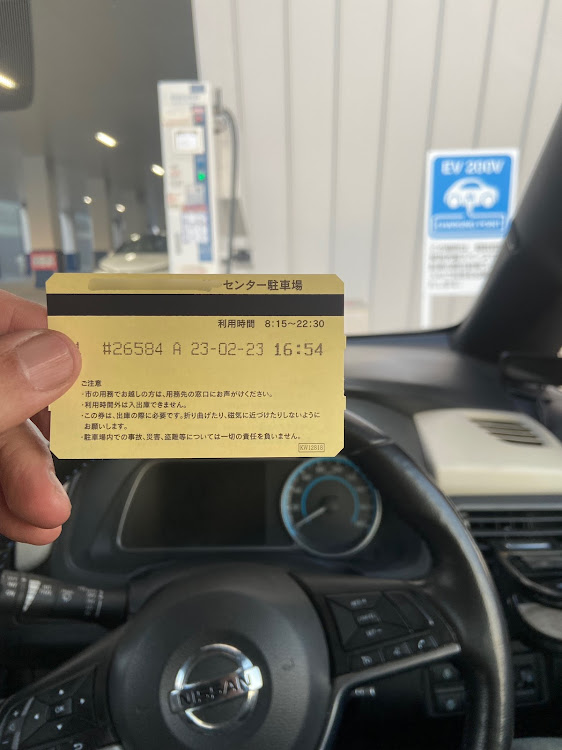 EV 200V
CHARGING POINT
センター駐車場
利用時間 8:15～22:30
#26584 A 23-02-23 16:54
ご注意
・市の用務でお越しの方は、用務先の窓口にお声がけください。
・利用時間外は入出庫できません。
・この券は、出庫の際に必要です。折り曲げたり、磁気に近づけたりしないように
お願いします。
・駐車場内での事故、災害、盗難等については一切の責任を負いません。
KW12818
NISSAN